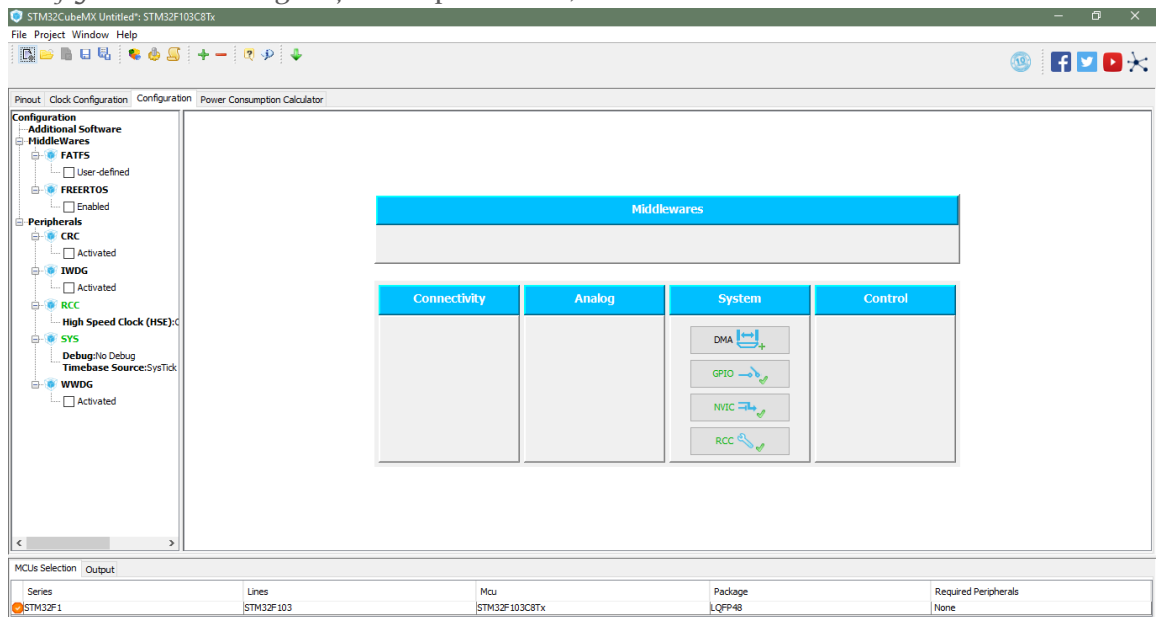 STM32CubeMX Untitled*: STM32F103C8Tx
File Project Window Help
Pinout Clock Configuration Configuration Power Consumption Calculator
Configuration
Additional Software
MiddleWares
FATFS
User-defined
FREERTOS
Enabled
Peripherals
CRC
Activated
IWDG
Activated
RCC
High Speed Clock (HSE):
SYS
Debug:No Debug
Timebase Source:SysTick
WWDG
Activated
Middlewares
Connectivity Analog System Control
DMA
GPIO
NVIC
RCC
MCUs Selection Output
Series Lines Mcu Package Required Peripherals
STM32F1 STM32F103 STM32F103C8Tx LQFP48 None